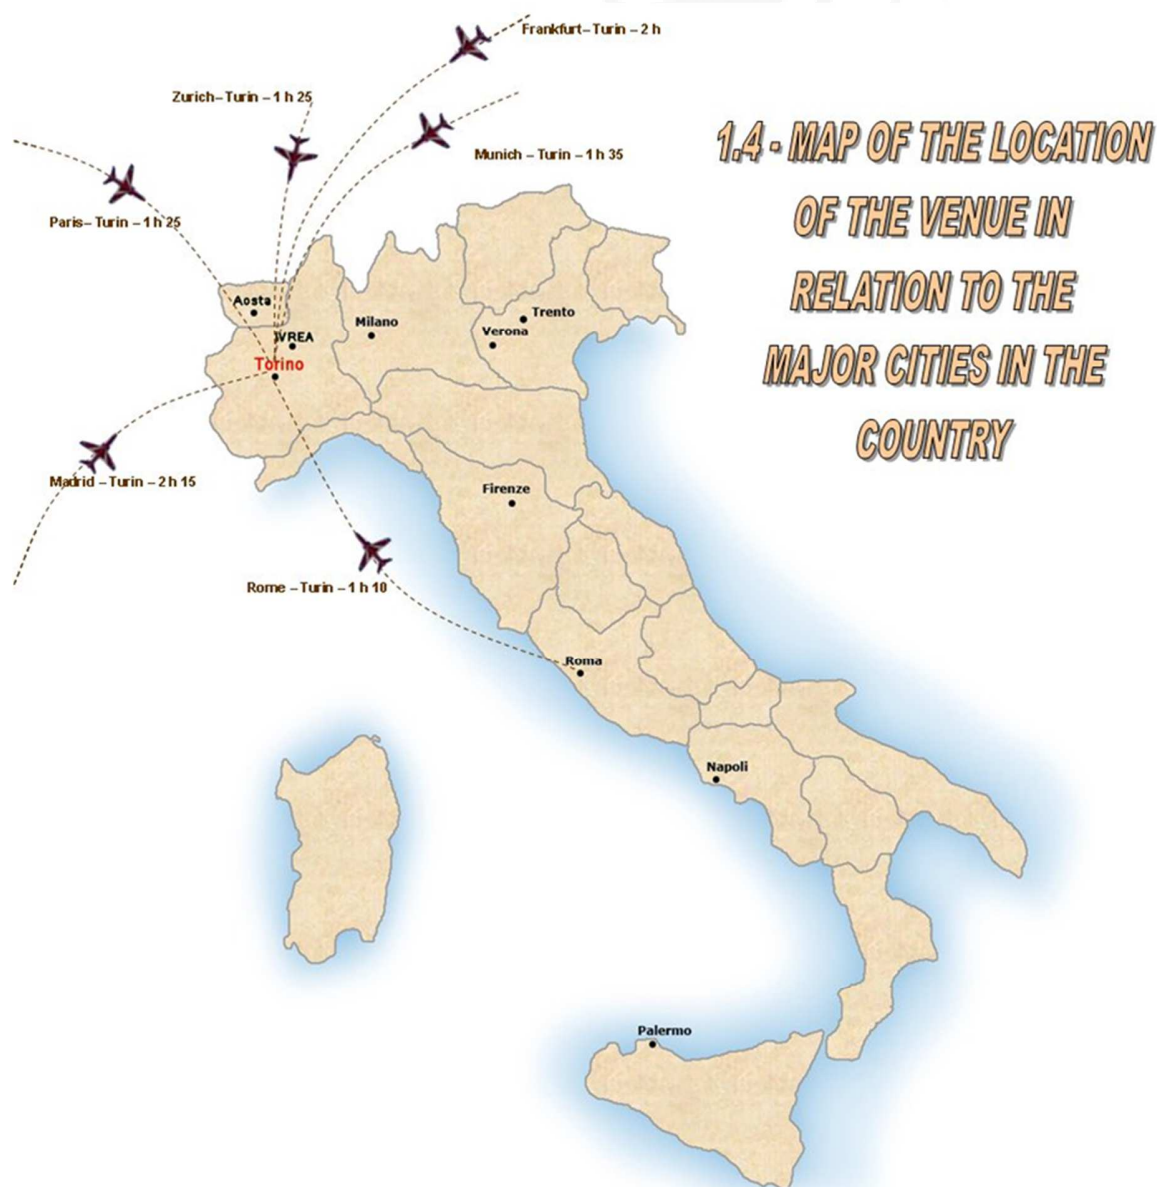 Frankfurt– Turin – 2 h
Zurich– Turin – 1 h 25
Munich – Turin – 1 h 35
Paris– Turin – 1 h 25
1.4 - MAP OF THE LOCATION
OF THE VENUE IN
RELATION TO THE
MAJOR CITIES IN THE
COUNTRY
Aosta
Trento
Milano
Verona
IVREA
Torino
Madrid – Turin – 2 h 15
Firenze
Rome – Turin – 1 h 10
Roma
Napoli
Palermo